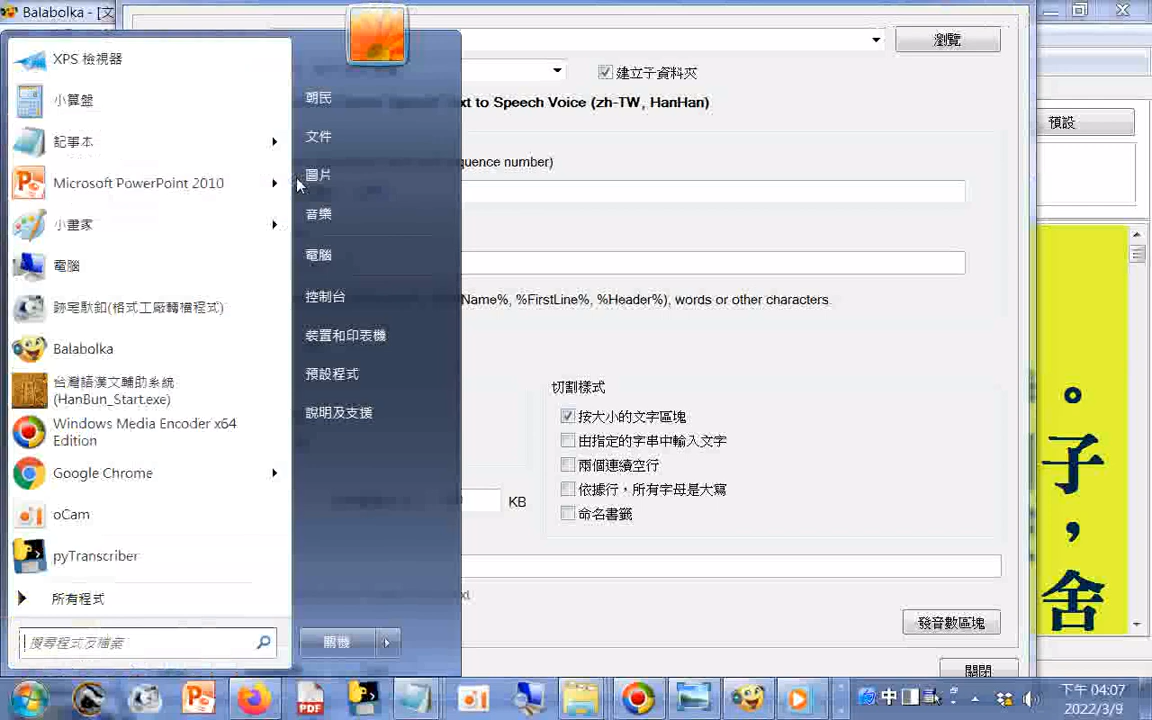 Balabolka - [文
XPS 檢視器
小算盤
記事本
Microsoft PowerPoint 2010
小畫家
電腦
(格式工廠轉檔程式)
Balabolka
台灣語漢文輔助系統
(HanBun_Start.exe)
Windows Media Encoder x64
Edition
Google Chrome
oCam
pyTranscriber
所有程式
搜尋程式及檔案
朝民
文件
圖片
音樂
電腦
控制台
裝置和印表機
預設程式
說明及支援
關機
瀏覽
建立子資料夾
xt to Speech Voice (zh-TW, HanHan)
quence number)
Name%, %FirstLine%, %Header%), words or other characters.
切割樣式
按大小的文字區塊
由指定的字串中輸入文字
兩個連續空行
依據行，所有字母是大寫
命名書籤
KB
xt
發音數區塊
關閉
預設
。子，舍
PDF
中
下午 04:07
2022/3/9